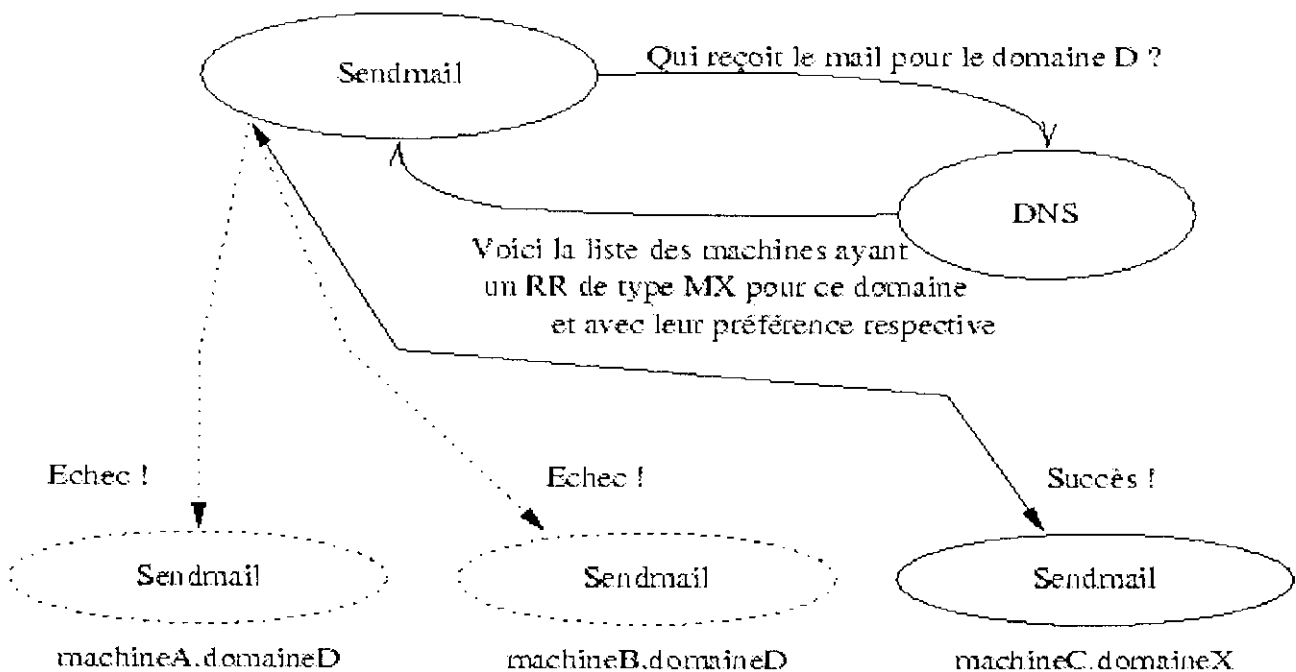 Sendmail
Qui reçoit le mail pour le domaine D ?
DNS
Voici la liste des machines ayant
un RR de type MX pour ce domaine
et avec leur préférence respective
Echec !
Echec !
Succès !
Sendmail
Sendmail
Sendmail
machineA.domaineD
machineB.domaineD
machineC.domaineX